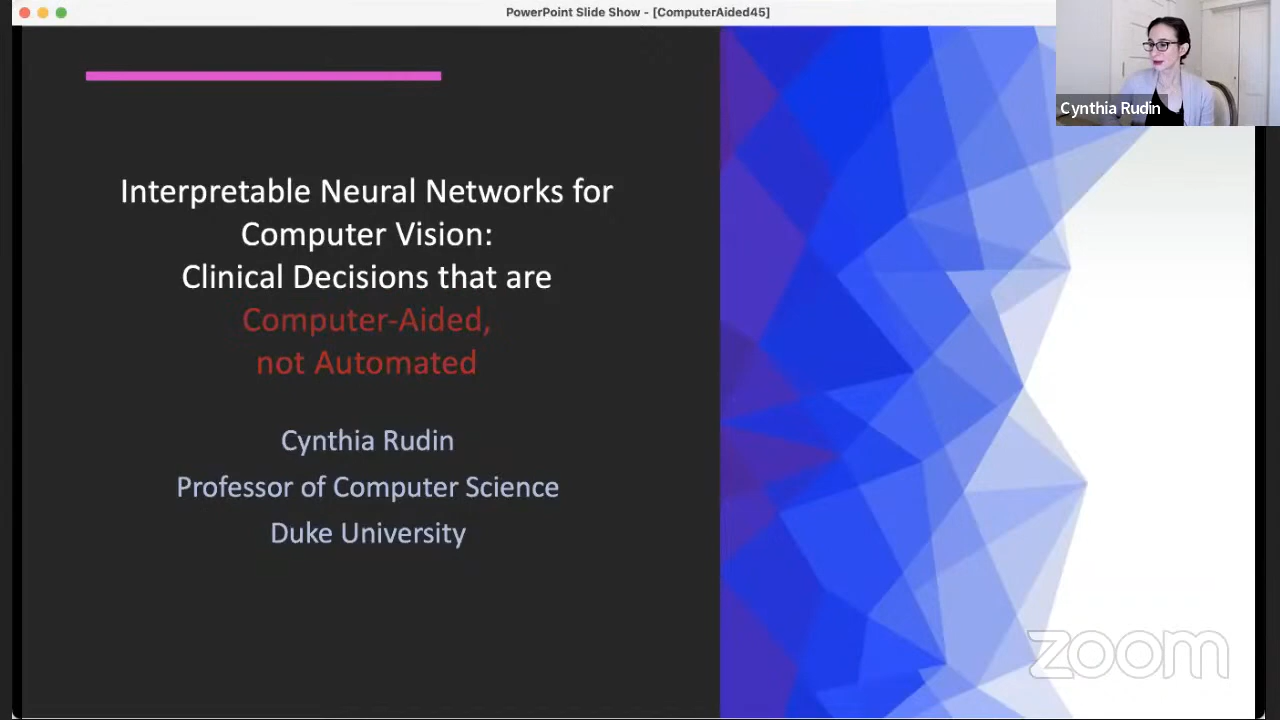 PowerPoint Slide Show - [ComputerAided45]
Cynthia Rudin
Interpretable Neural Networks for
Computer Vision:
Clinical Decisions that are
Computer-Aided,
not Automated
Cynthia Rudin
Professor of Computer Science
Duke University
zoom